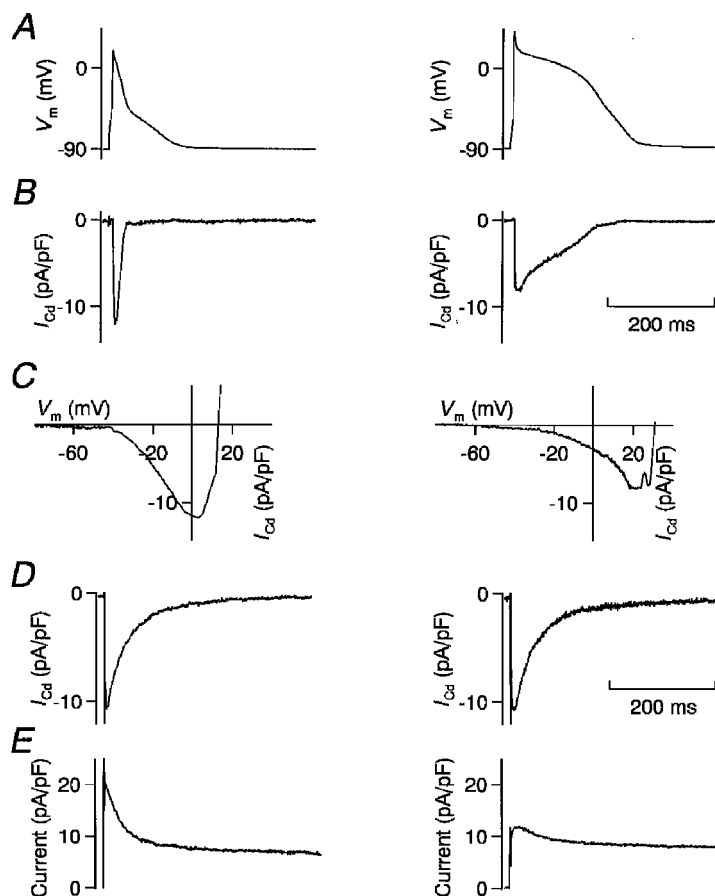 A
0
-90
V_m (mV)
0
-90
V_m (mV)
B
0
-10
I_Cd (pA/pF)
0
-10
I_Cd (pA/pF)
200 ms
C
V_m (mV)
-60 -20 20
-10
I_Cd (pA/pF)
V_m (mV)
-60 -20 20
-10
I_Cd (pA/pF)
D
0
-10
I_Cd (pA/pF)
0
-10
I_Cd (pA/pF)
200 ms
E
20
10
0
Current (pA/pF)
20
10
0
Current (pA/pF)